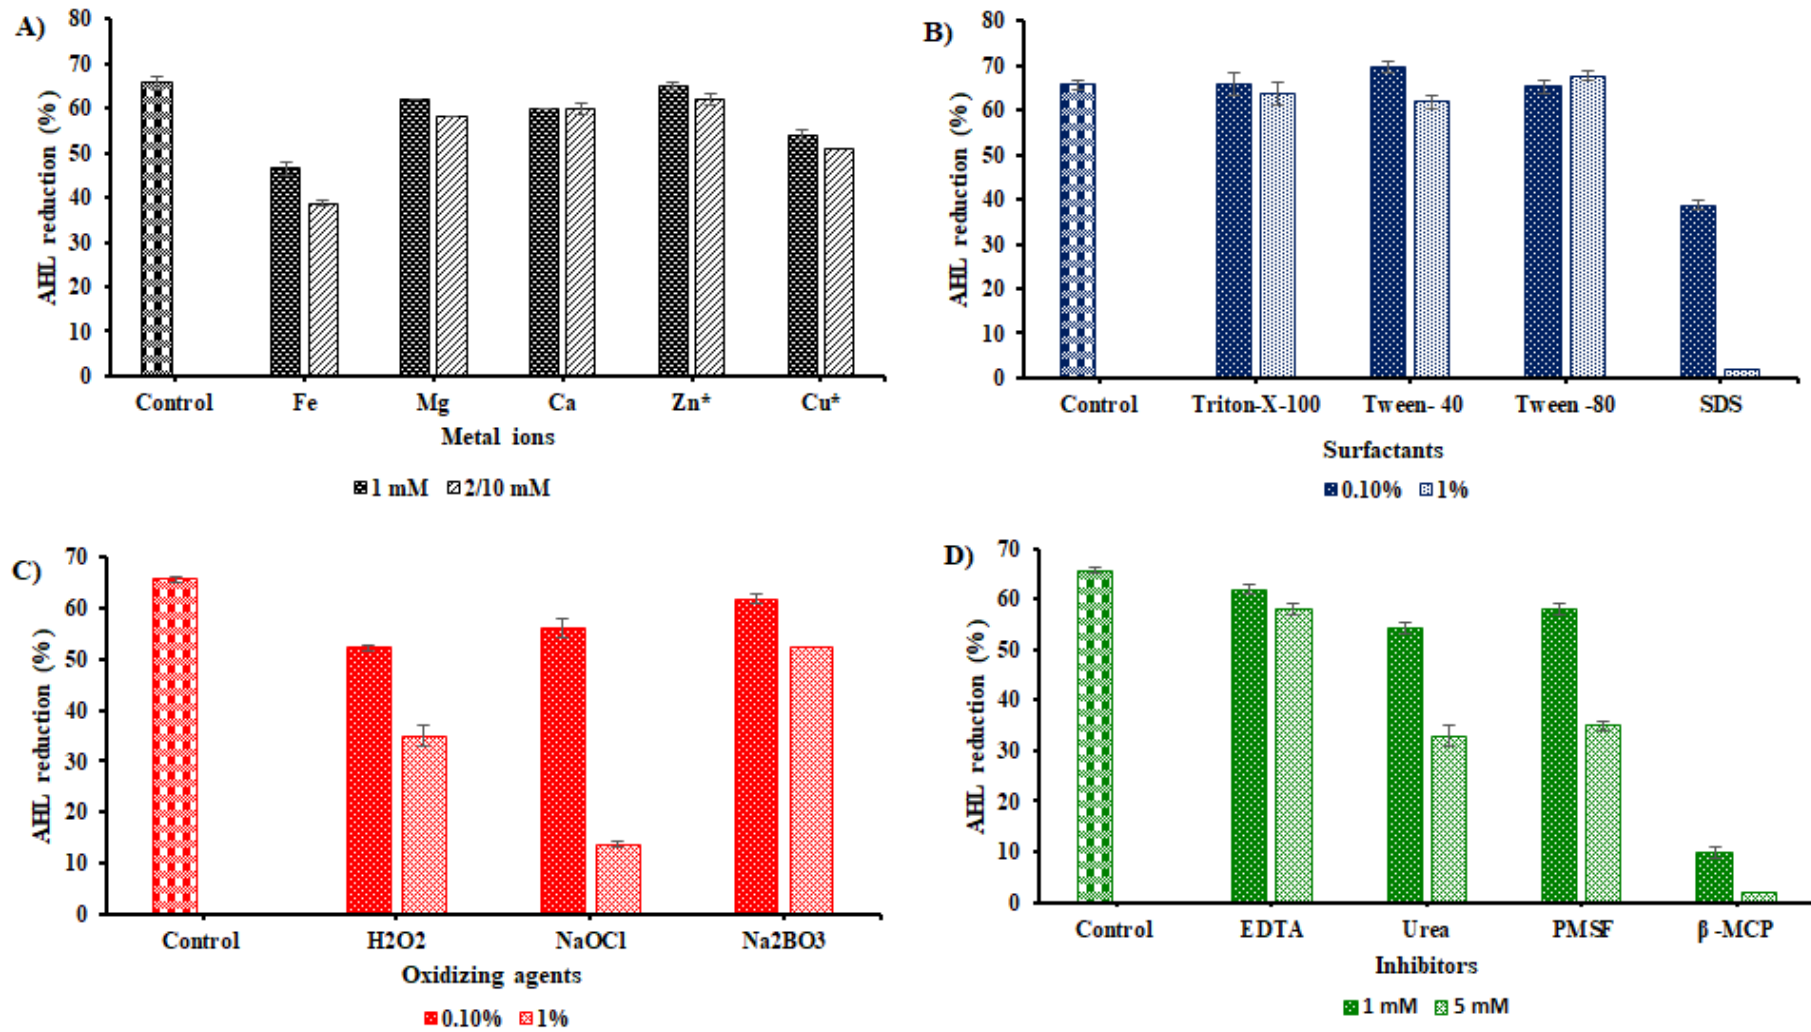 A)
AHL reduction (%)
80
70
60
50
40
30
20
10
0
Control Fe Mg Ca Zn* Cu*
Metal ions
1 mM 2/10 mM
B)
AHL reduction (%)
80
70
60
50
40
30
20
10
0
Control Triton-X-100 Tween- 40 Tween -80 SDS
Surfactants
0.10% 1%
C)
AHL reduction (%)
70
60
50
40
30
20
10
0
Control H2O2 NaOCl Na2BO3
Oxidizing agents
0.10% 1%
D)
AHL reduction (%)
70
60
50
40
30
20
10
0
Control EDTA Urea PMSF β -MCP
Inhibitors
1 mM 5 mM